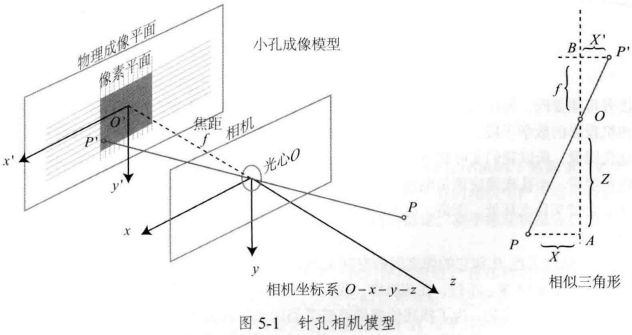 物理成像平面
像素平面
小孔成像模型
O'
P'
x'
y'
焦距
f
相机
光心O
P
x
y
z
相机坐标系 O-x-y-z
B
X'
P'
f
O
Z
P
X
A
相似三角形
图 5-1 针孔相机模型